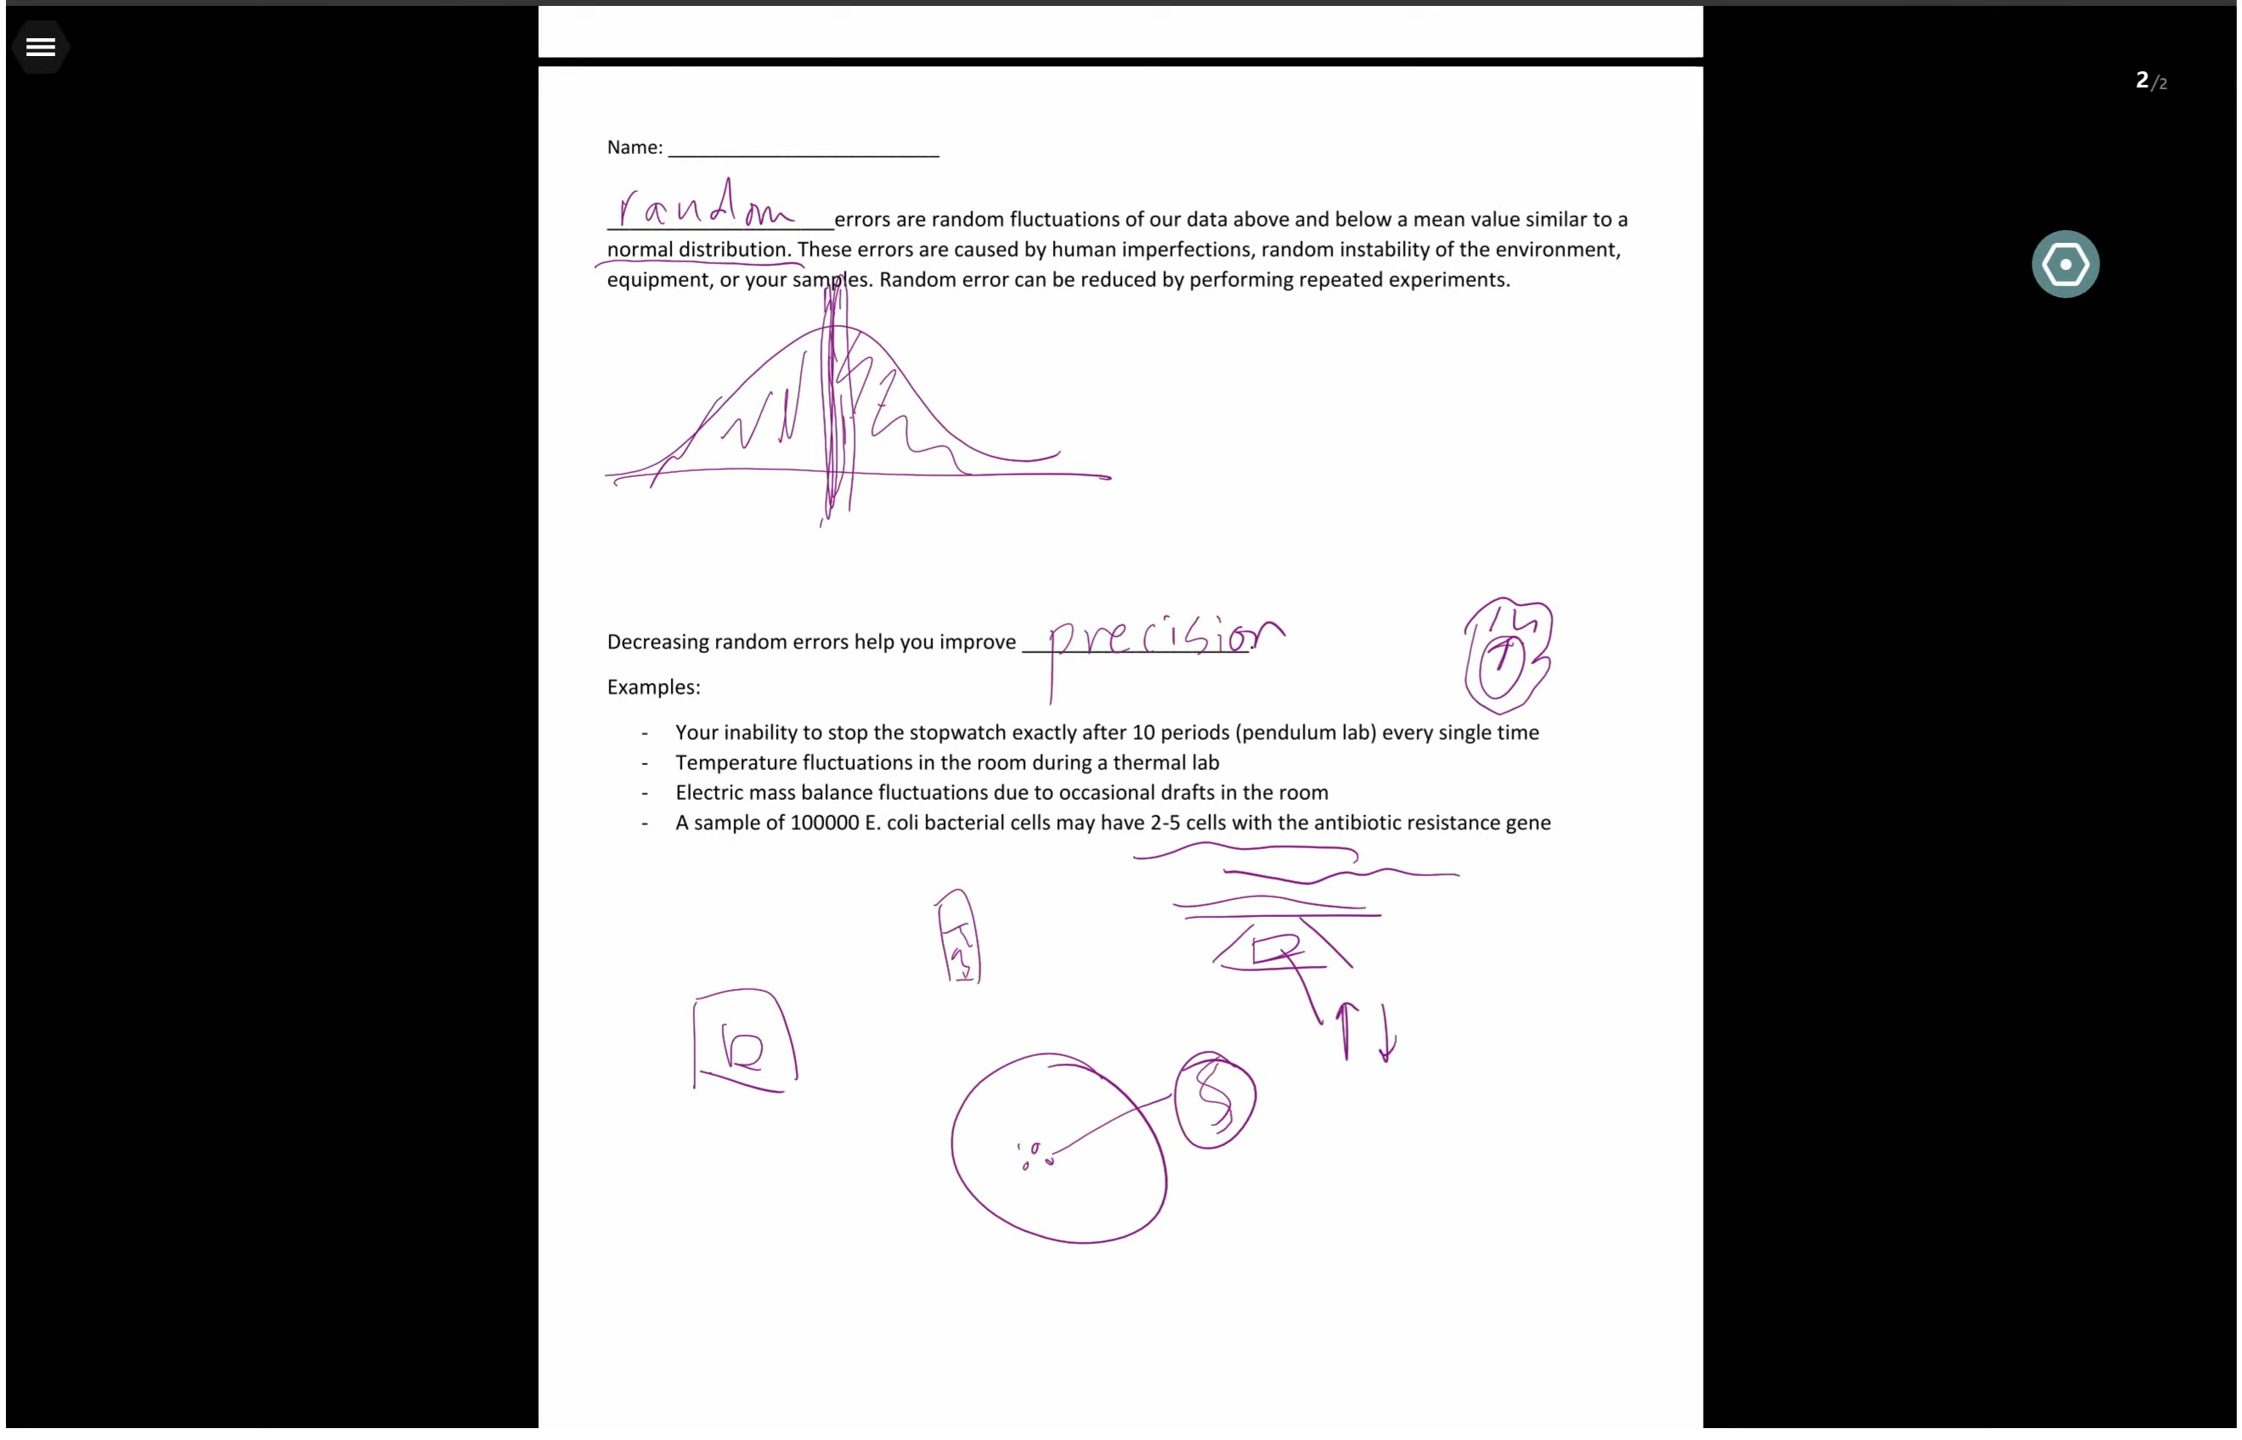 2/2
Name: ________________________
random errors are random fluctuations of our data above and below a mean value similar to a
normal distribution. These errors are caused by human imperfections, random instability of the environment,
equipment, or your samples. Random error can be reduced by performing repeated experiments.
Decreasing random errors help you improve precision.
Examples:
- Your inability to stop the stopwatch exactly after 10 periods (pendulum lab) every single time
- Temperature fluctuations in the room during a thermal lab
- Electric mass balance fluctuations due to occasional drafts in the room
- A sample of 100000 E. coli bacterial cells may have 2-5 cells with the antibiotic resistance gene